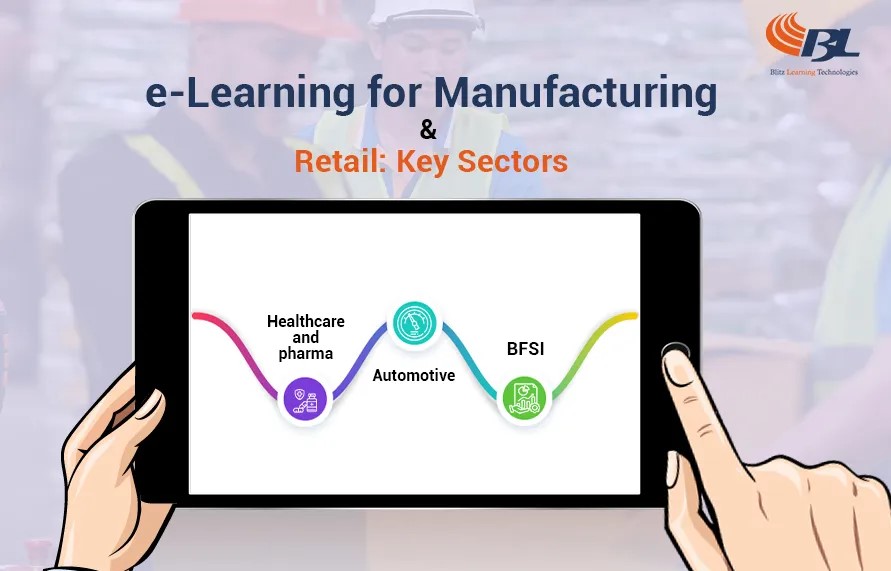 BL
Blitz Learning Technologies
e-Learning for Manufacturing
&
Retail: Key Sectors
Healthcare
and
pharma
Automotive
BFSI